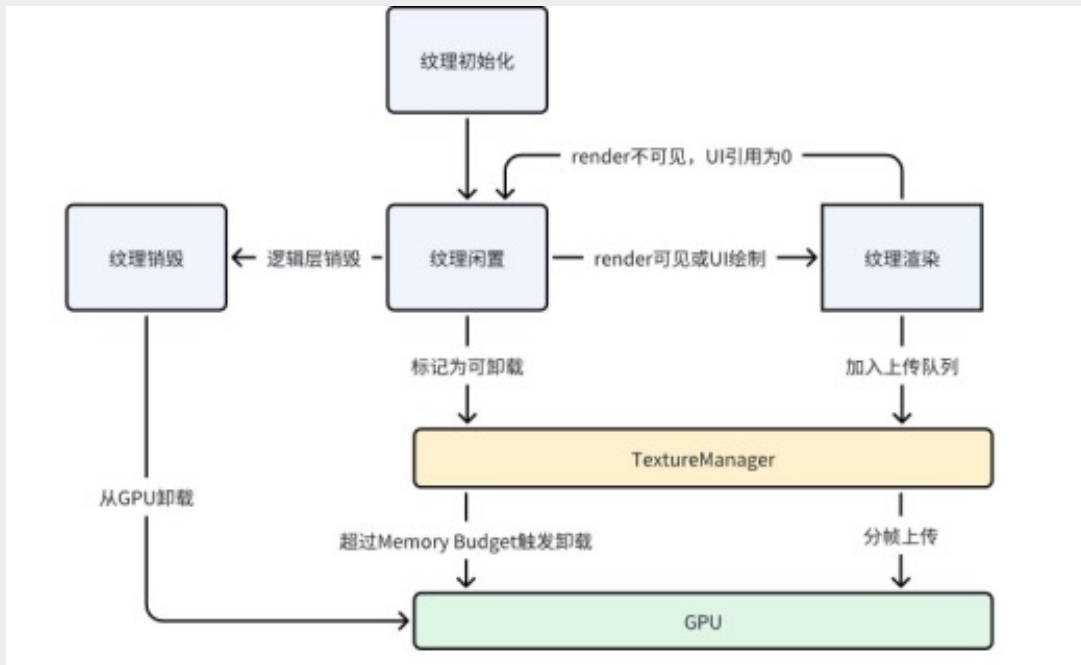 纹理初始化
render不可见，UI引用为0
纹理销毁
逻辑层销毁
纹理闲置
render可见或UI绘制
纹理渲染
标记为可卸载
加入上传队列
TextureManager
从GPU卸载
超过Memory Budget触发卸载
分帧上传
GPU